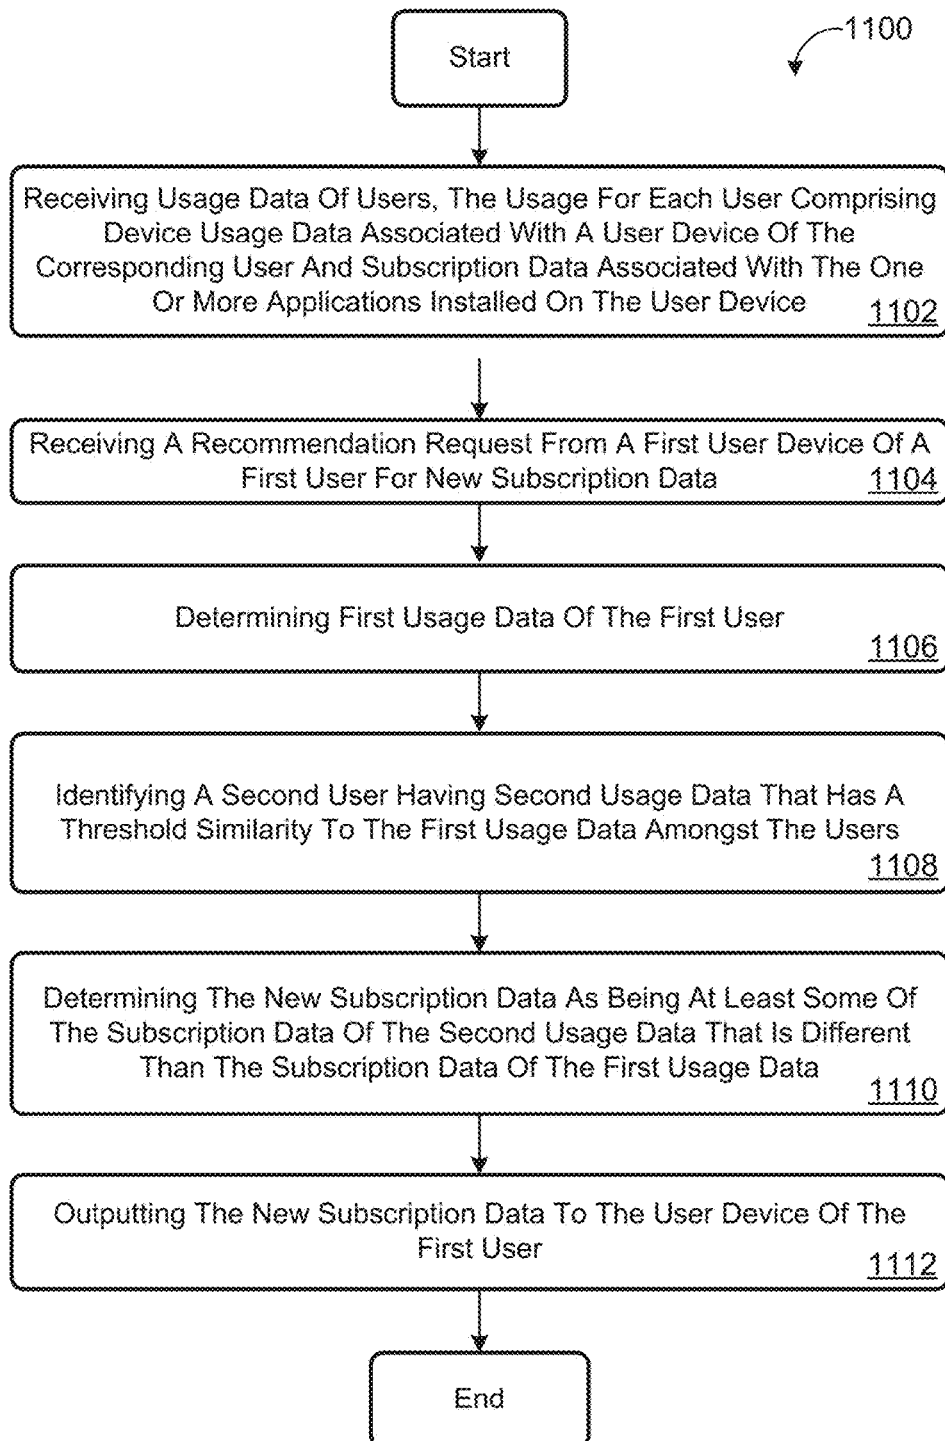 Start
1100
Receiving Usage Data Of Users, The Usage For Each User Comprising
Device Usage Data Associated With A User Device Of The
Corresponding User And Subscription Data Associated With The One
Or More Applications Installed On The User Device
1102
Receiving A Recommendation Request From A First User Device Of A
First User For New Subscription Data
1104
Determining First Usage Data Of The First User
1106
Identifying A Second User Having Second Usage Data That Has A
Threshold Similarity To The First Usage Data Amongst The Users
1108
Determining The New Subscription Data As Being At Least Some Of
The Subscription Data Of The Second Usage Data That Is Different
Than The Subscription Data Of The First Usage Data
1110
Outputting The New Subscription Data To The User Device Of The
First User
1112
End